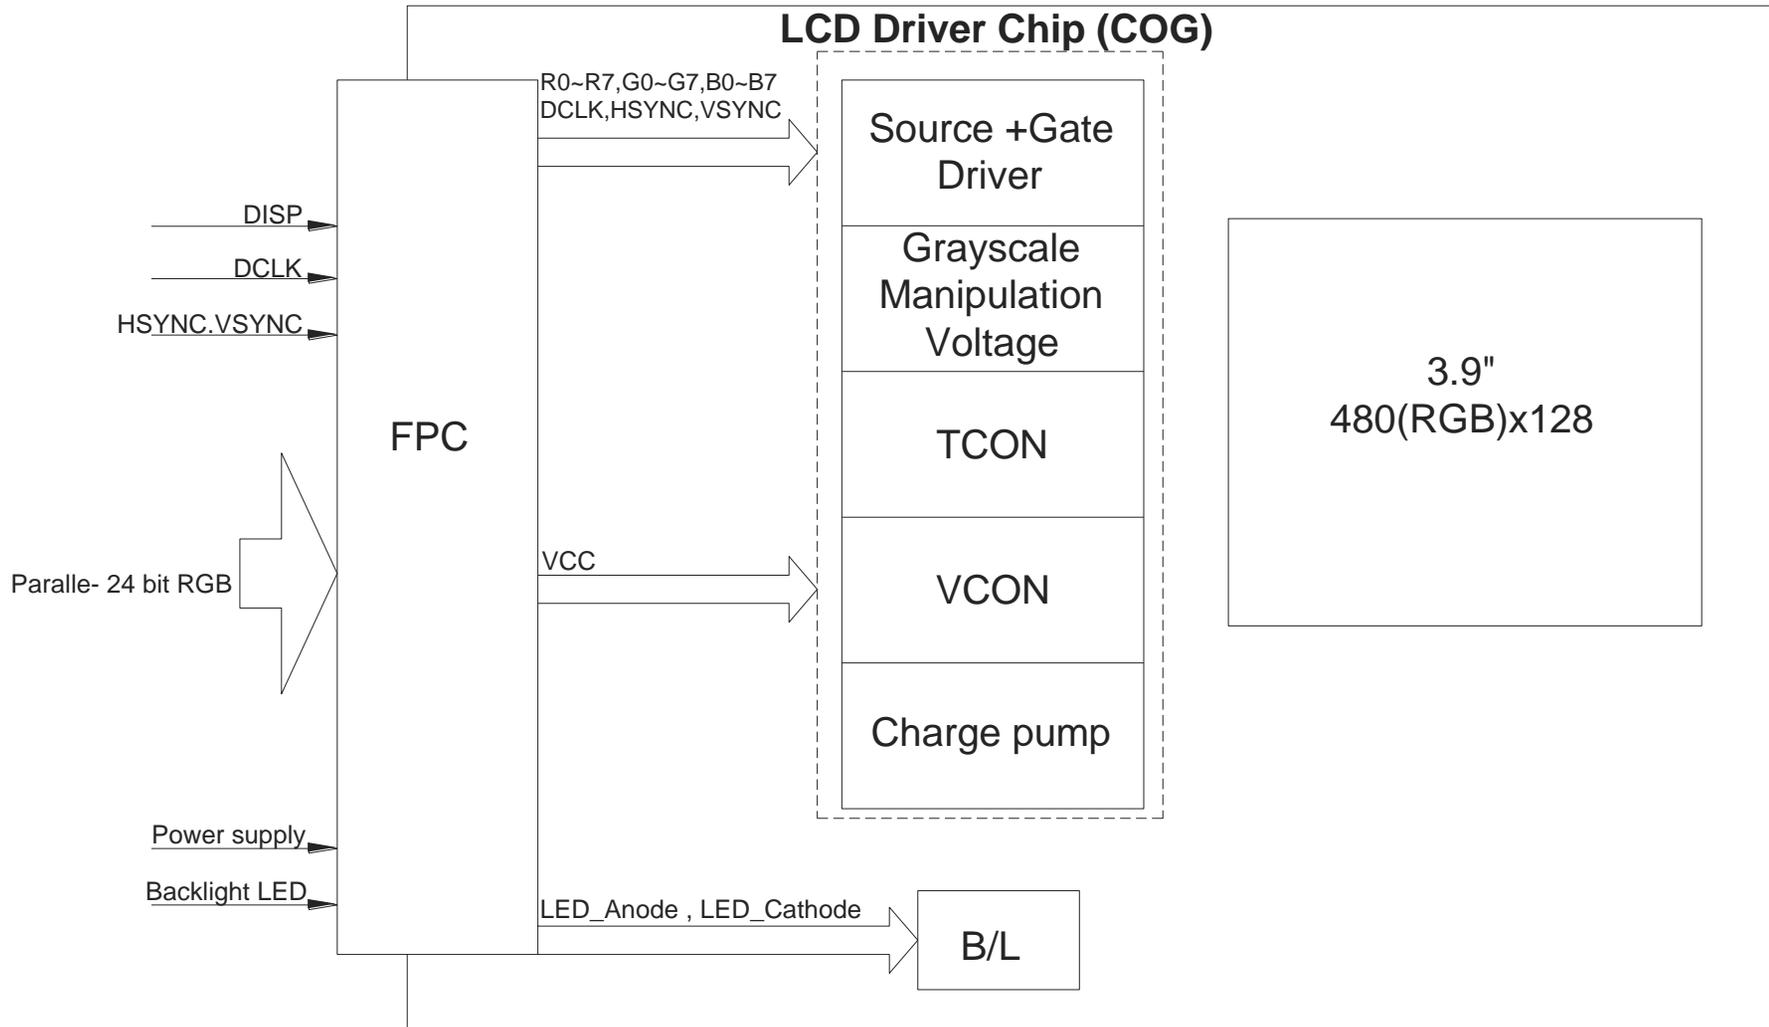 LCD Driver Chip (COG)
R0~R7,G0~G7,B0~B7
DCLK,HSYNC,VSYNC
Source +Gate
Driver
DISP
DCLK
HSYNC.VSYNC
Grayscale
Manipulation
Voltage
3.9"
480(RGB)x128
FPC
TCON
VCC
Paralle- 24 bit RGB
VCON
Charge pump
Power supply
Backlight LED
LED_Anode , LED_Cathode
B/L